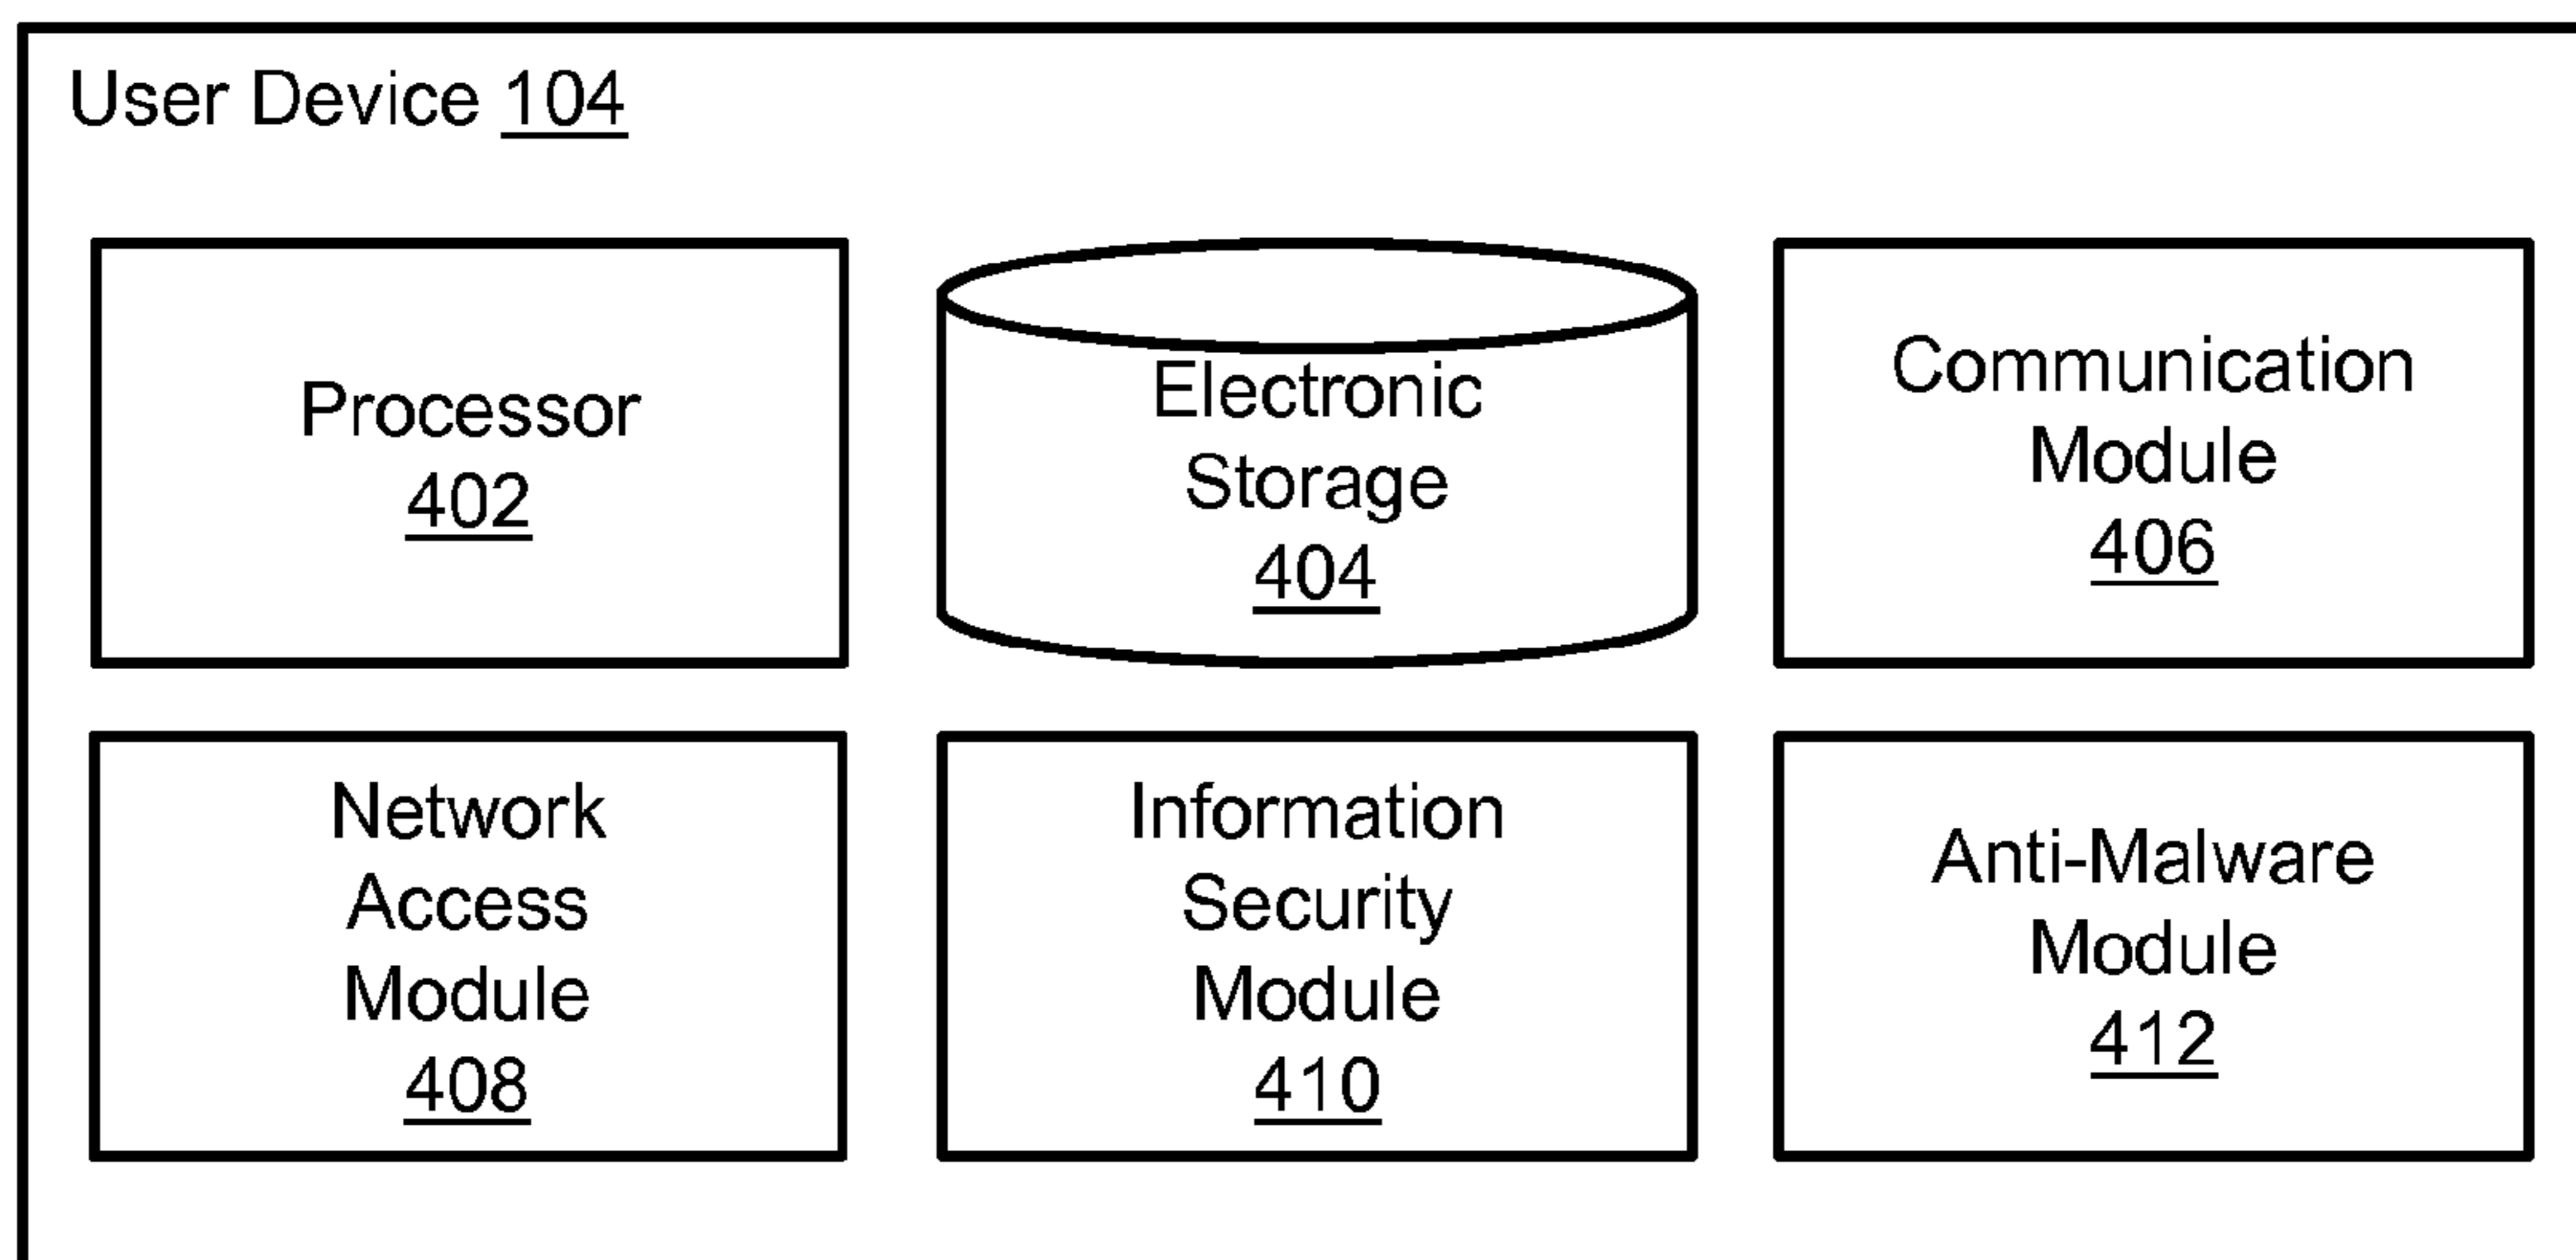 User Device 104
Processor
402
Electronic
Storage
404
Communication
Module
406
Network
Access
Module
408
Information
Security
Module
410
Anti-Malware
Module
412